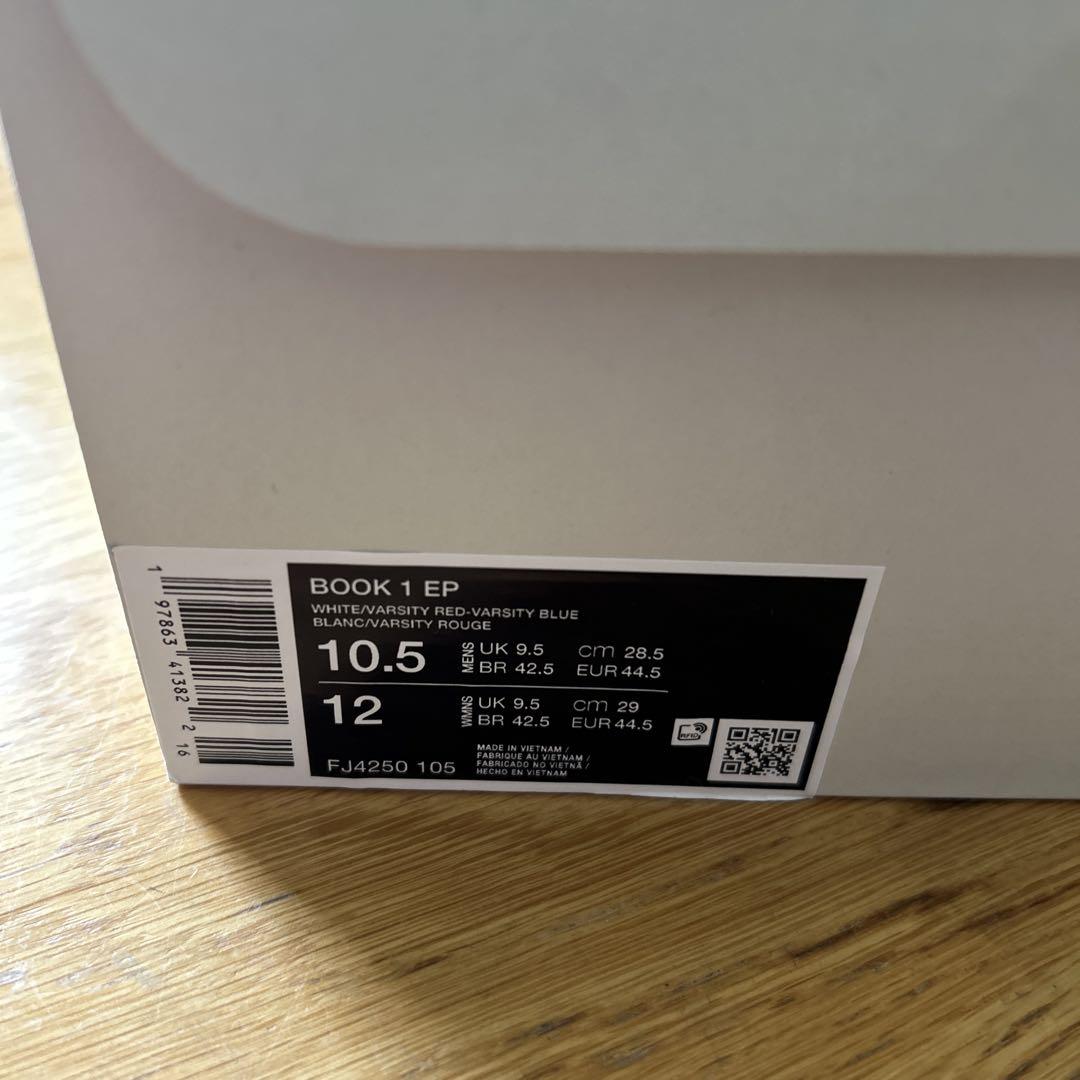 BOOK 1 EP
WHITE/VARSITY RED-VARSITY BLUE
BLANC/VARSITY ROUGE
10.5 MENS UK 9.5 cm 28.5
BR 42.5 EUR 44.5
12 WMNS UK 9.5 cm 29
BR 42.5 EUR 44.5
FJ4250 105
MADE IN VIETNAM /
FABRIQUE AU VIETNAM /
FABRICADO NO VIETNÃ /
HECHO EN VIETNAM
RFID
1 97863 41382 2 16